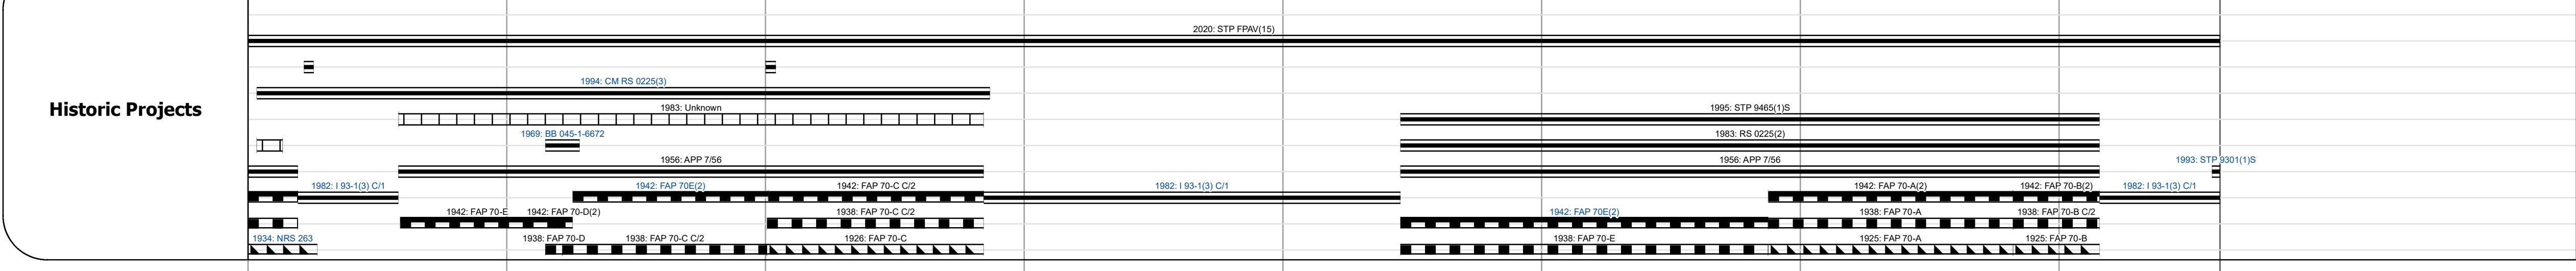 2020: STP FPAV(15)
1994: CM RS 0225(3)
Historic Projects
1983: Unknown
1995: STP 9465(1)S
1969: BB 045-1-6672
1983: RS 0225(2)
1956: APP 7/56
1956: APP 7/56
1993: STP 9301(1)S
1982: I 93-1(3) C/1
1942: FAP 70E(2)
1942: FAP 70-C C/2
1982: I 93-1(3) C/1
1942: FAP 70-A(2)
1942: FAP 70-B(2)
1982: I 93-1(3) C/1
1942: FAP 70-E
1942: FAP 70-D(2)
1938: FAP 70-C C/2
1942: FAP 70E(2)
1938: FAP 70-A
1938: FAP 70-B C/2
1934: NRS 263
1938: FAP 70-D
1938: FAP 70-C C/2
1926: FAP 70-C
1938: FAP 70-E
1925: FAP 70-A
1925: FAP 70-B